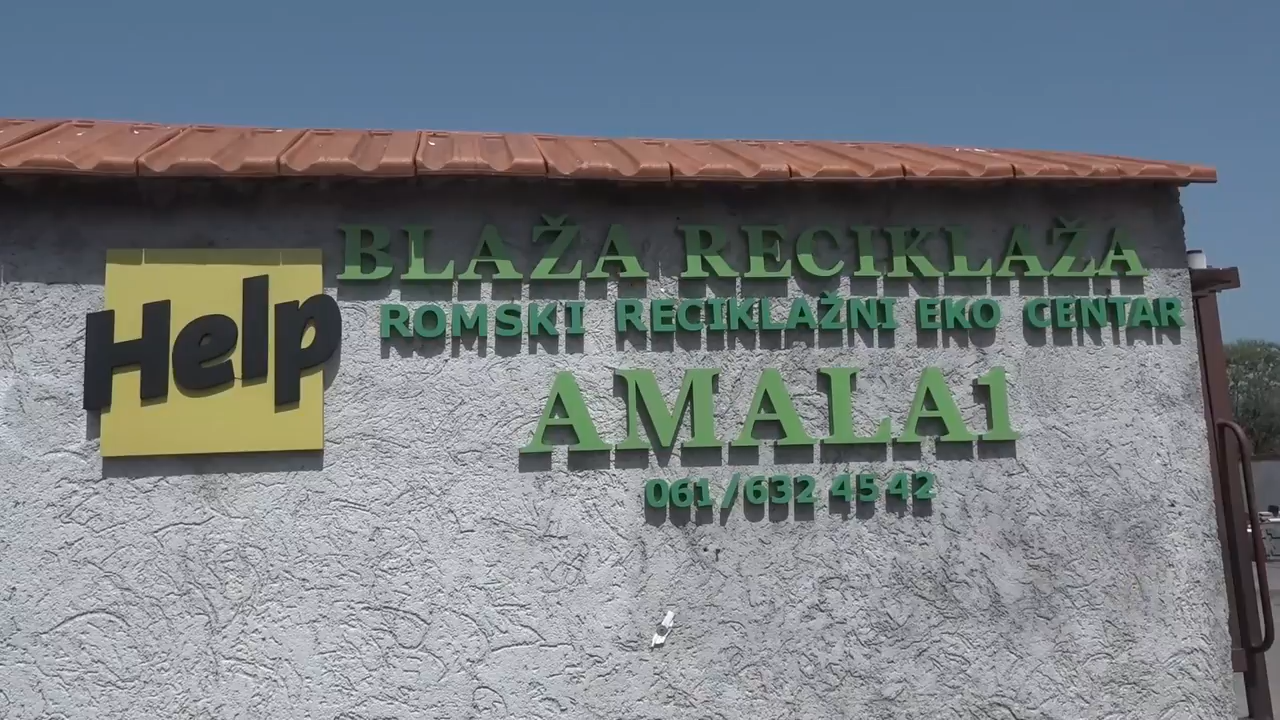 Help
BLAŽA RECIKLAŽA
ROMSKI RECIKLAŽNI EKO CENTAR
AMALA1
061/632 45 42